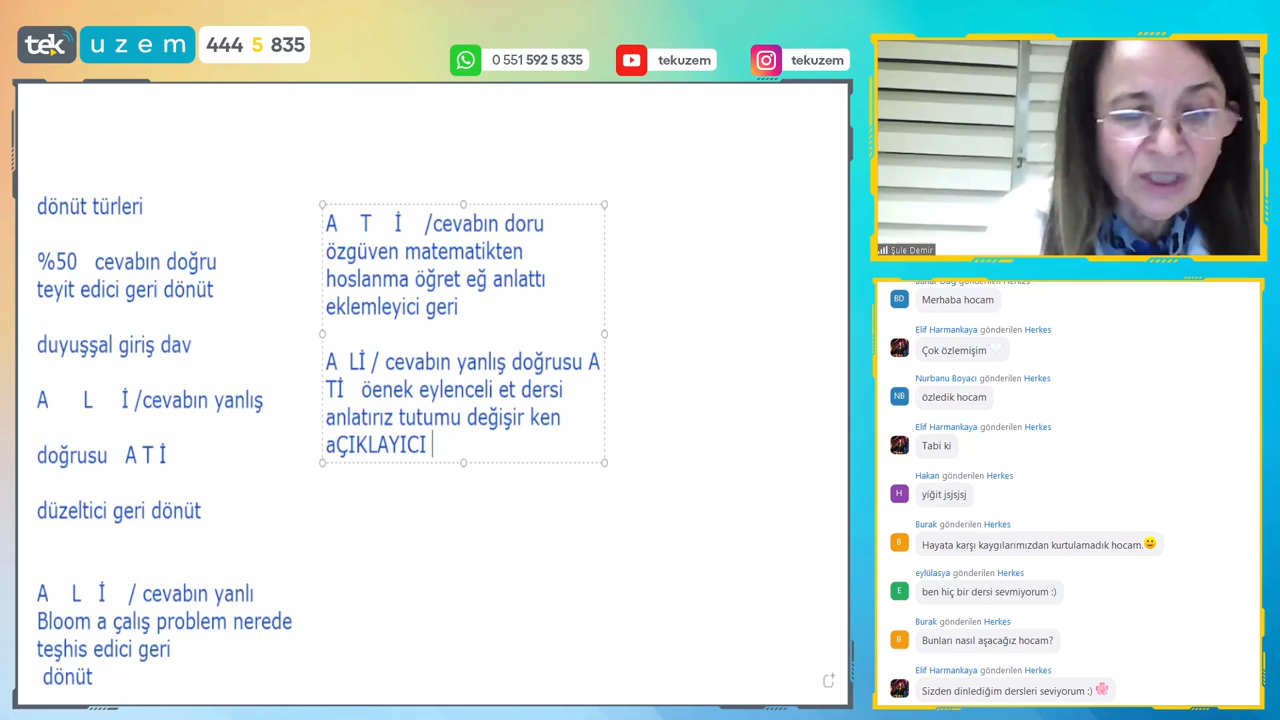 tek
uzem
444 5 835
0 551 592 5 835
tekuzem
tekuzem
dönüt türleri
%50 cevabın doğru
teyit edici geri dönüt
duyuşşal giriş dav
A L İ /cevabın yanlış
doğrusu A T İ
düzeltici geri dönüt
A L İ / cevabın yanlı
Bloom a çalış problem nerede
teşhis edici geri
dönüt
A T İ /cevabın doru
özgüven matematikten
hoslanma öğret eğ anlattı
eklemleyici geri
A Lİ / cevabın yanlış doğrusu A
Tİ öenek eylenceli et dersi
anlatırız tutumu değişir ken
aÇIKLAYICI
Şule Demir
gönderilen Herkes
BD
Merhaba hocam
Elif Harmankaya gönderilen Herkes
Çok özlemişim
Nurbanu Boyacı gönderilen Herkes
NB
özledik hocam
Elif Harmankaya gönderilen Herkes
Tabi ki
Hakan gönderilen Herkes
H
yiğit jsjsjsj
Burak gönderilen Herkes
B
Hayata karşı kaygılarımızdan kurtulamadık hocam.
eylülasya gönderilen Herkes
E
ben hiç bir dersi sevmiyorum :)
Burak gönderilen Herkes
B
Bunları nasıl aşacağız hocam?
Elif Harmankaya gönderilen Herkes
Sizden dinlediğim dersleri seviyorum :)